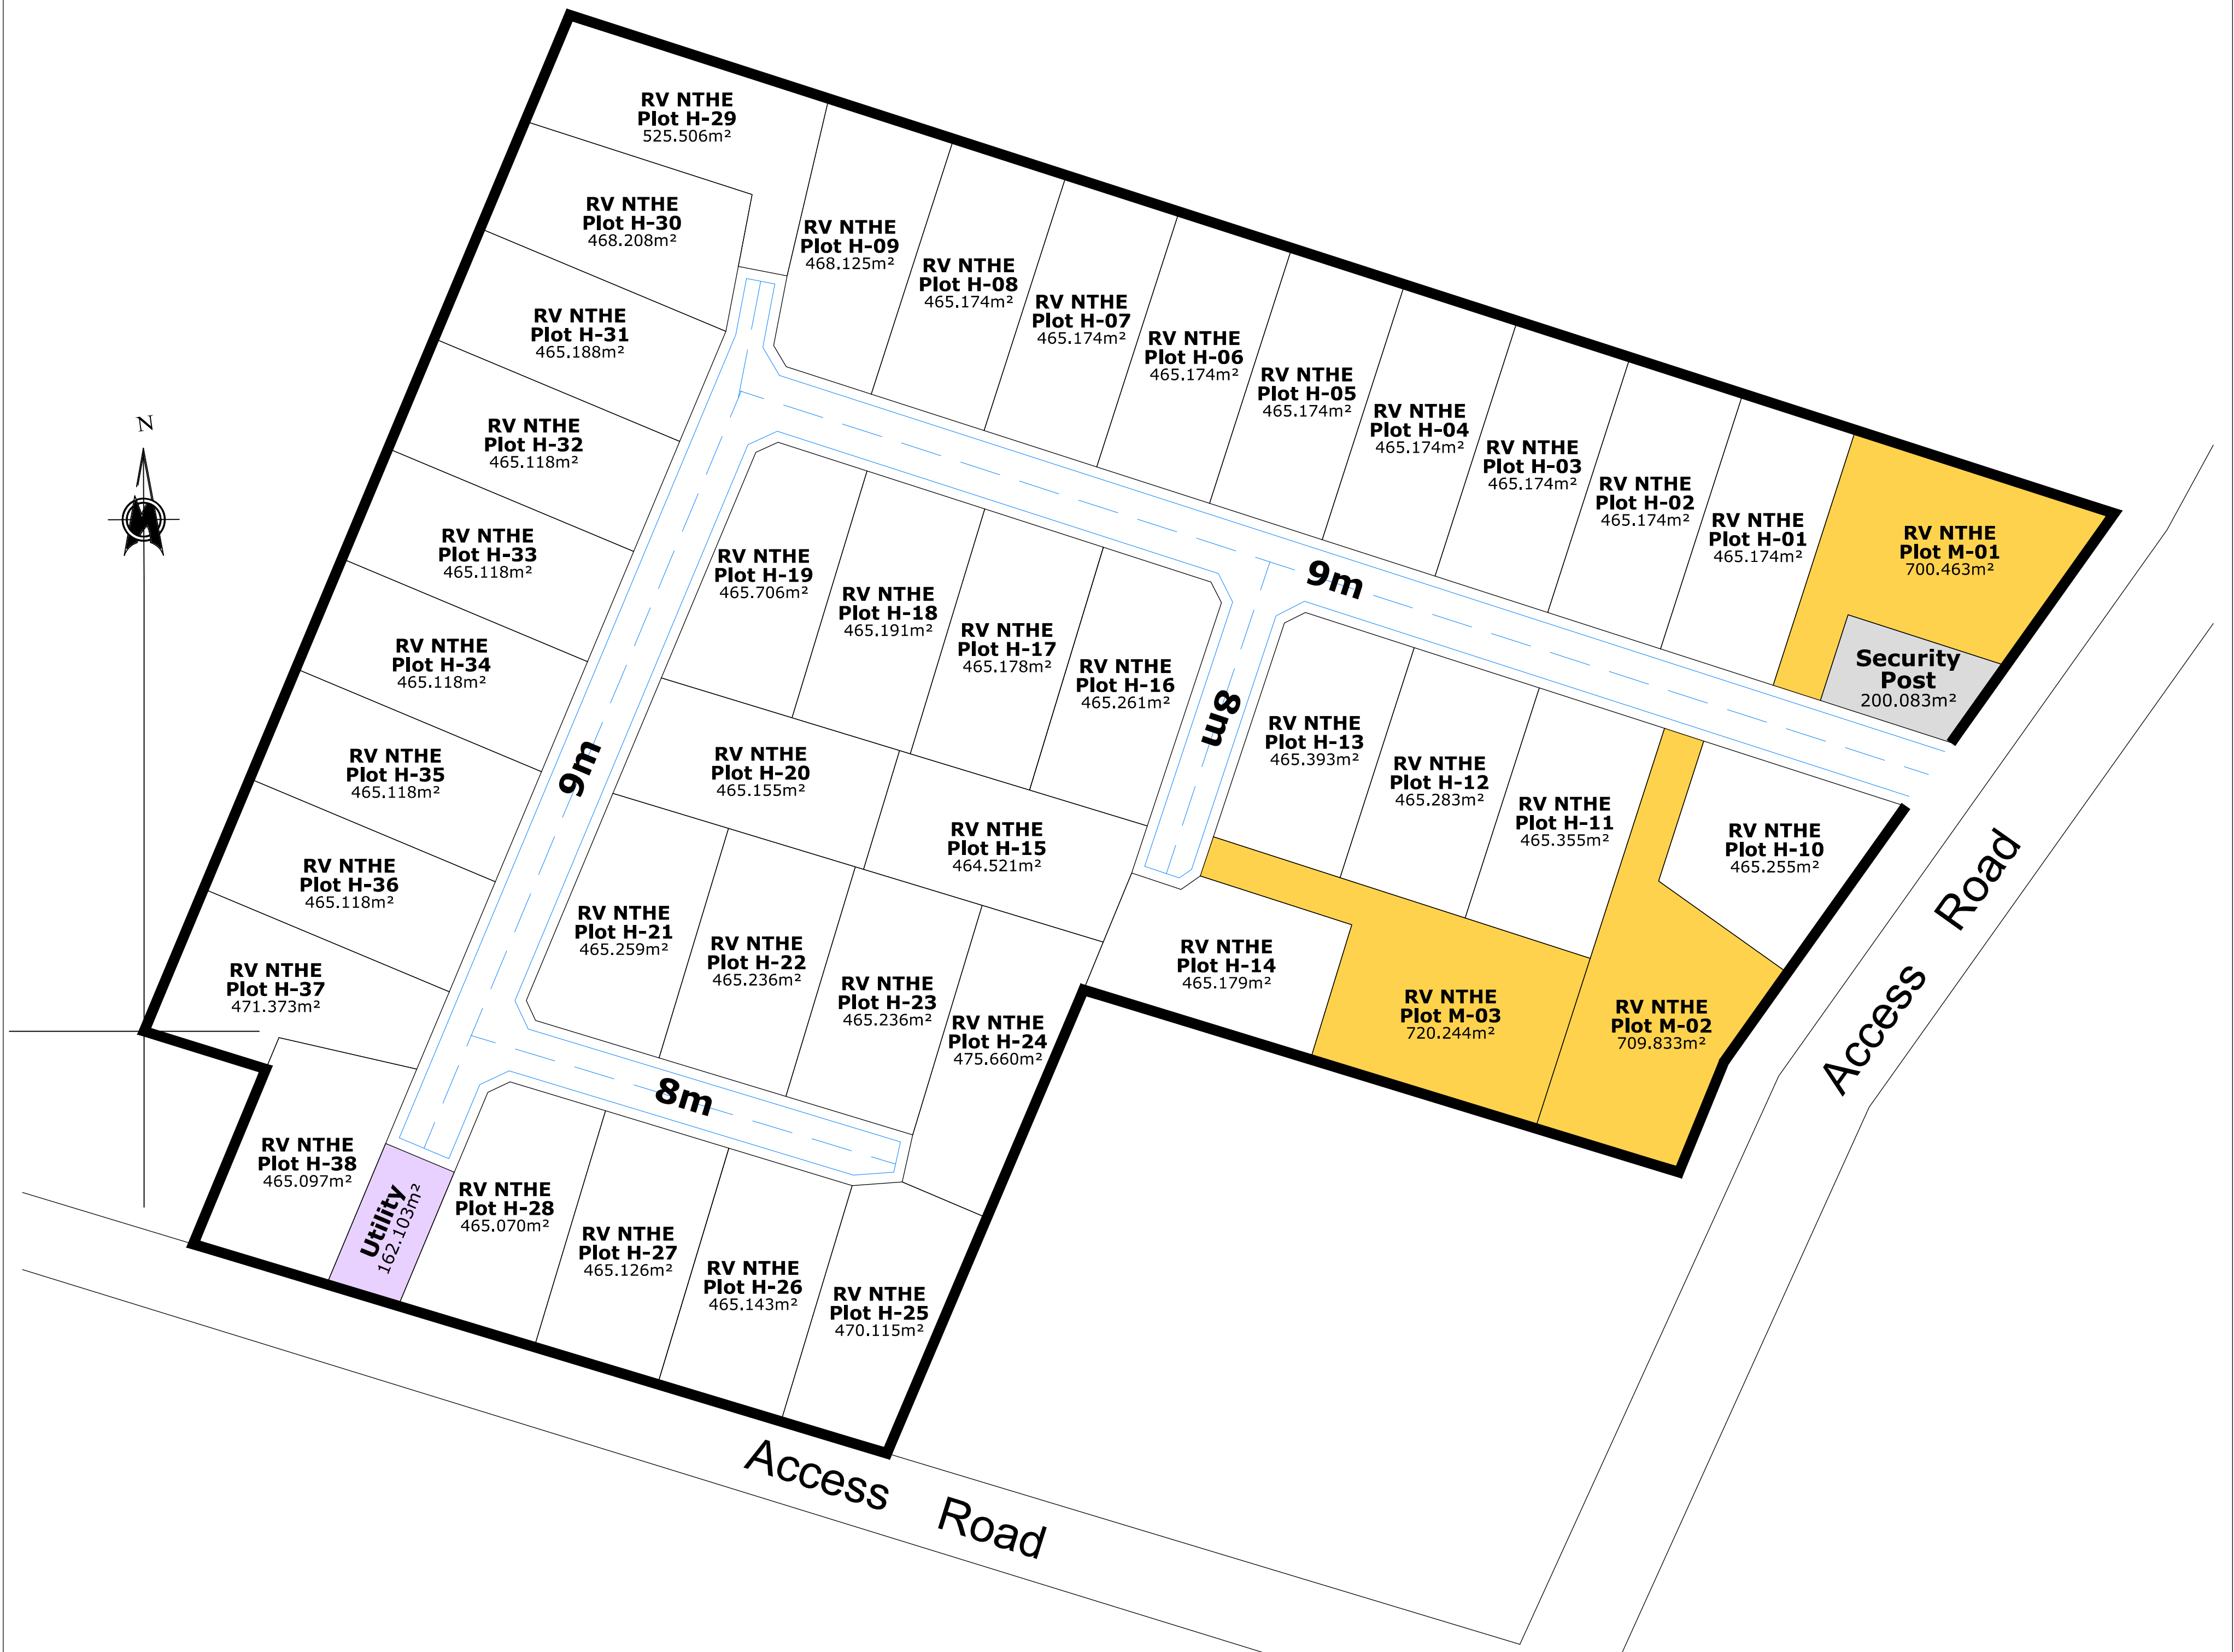 RV NTHE
Plot H-29
525.506m²
RV NTHE
Plot H-30
468.208m²
RV NTHE
Plot H-09
468.125m²
RV NTHE
Plot H-08
465.174m²
RV NTHE
Plot H-07
465.174m²
RV NTHE
Plot H-06
465.174m²
RV NTHE
Plot H-05
465.174m²
RV NTHE
Plot H-04
465.174m²
RV NTHE
Plot H-03
465.174m²
RV NTHE
Plot H-02
465.174m²
RV NTHE
Plot H-01
465.174m²
RV NTHE
Plot M-01
700.463m²
Security
Post
200.083m²
RV NTHE
Plot H-31
465.188m²
RV NTHE
Plot H-32
465.118m²
N
RV NTHE
Plot H-33
465.118m²
RV NTHE
Plot H-34
465.118m²
RV NTHE
Plot H-35
465.118m²
RV NTHE
Plot H-36
465.118m²
RV NTHE
Plot H-37
471.373m²
RV NTHE
Plot H-38
465.097m²
9m
9m
8m
8m
RV NTHE
Plot H-19
465.706m²
RV NTHE
Plot H-18
465.191m²
RV NTHE
Plot H-17
465.178m²
RV NTHE
Plot H-16
465.261m²
RV NTHE
Plot H-13
465.393m²
RV NTHE
Plot H-12
465.283m²
RV NTHE
Plot H-11
465.355m²
RV NTHE
Plot H-10
465.255m²
RV NTHE
Plot H-20
465.155m²
RV NTHE
Plot H-15
464.521m²
RV NTHE
Plot H-21
465.259m²
RV NTHE
Plot H-22
465.236m²
RV NTHE
Plot H-23
465.236m²
RV NTHE
Plot H-24
475.660m²
RV NTHE
Plot H-14
465.179m²
RV NTHE
Plot M-03
720.244m²
RV NTHE
Plot M-02
709.833m²
Utility
162.103m²
RV NTHE
Plot H-28
465.070m²
RV NTHE
Plot H-27
465.126m²
RV NTHE
Plot H-26
465.143m²
RV NTHE
Plot H-25
470.115m²
Access Road
Access Road